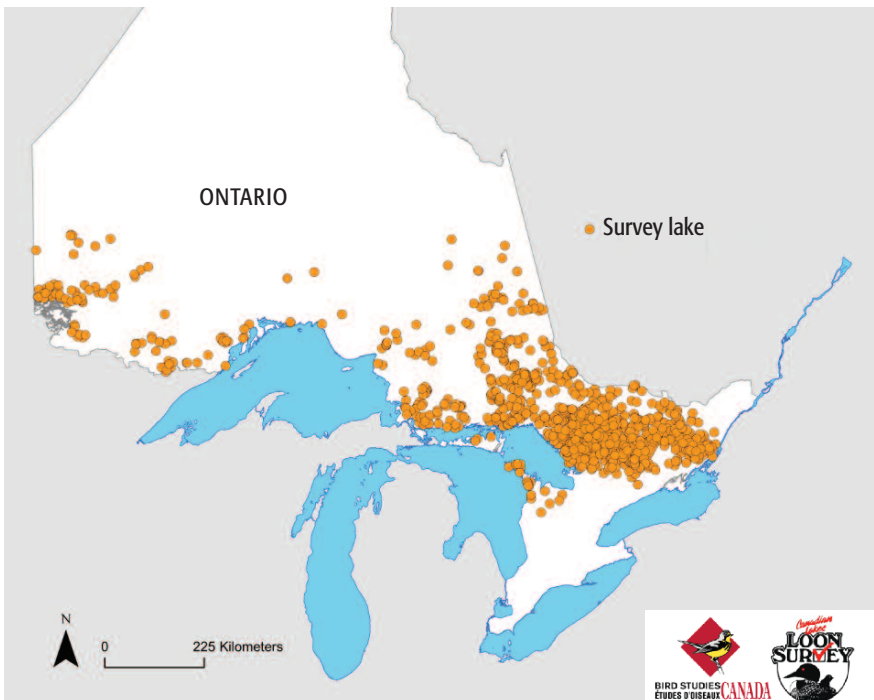 ONTARIO
Survey lake
N
0
225 Kilometers
BIRD STUDIES
ÉTUDES D'OISEAUX CANADA
Canadian
Lakes
LOON
SURVEY